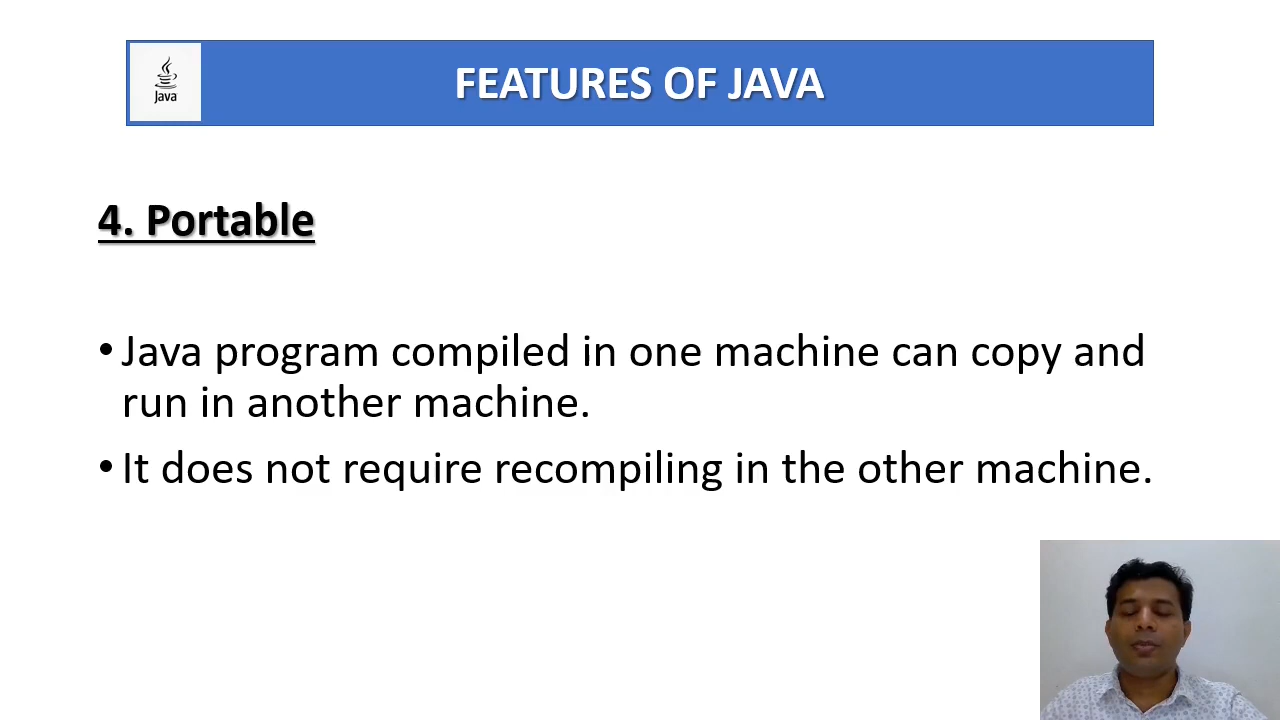 Java
FEATURES OF JAVA
4. Portable
• Java program compiled in one machine can copy and
run in another machine.
• It does not require recompiling in the other machine.